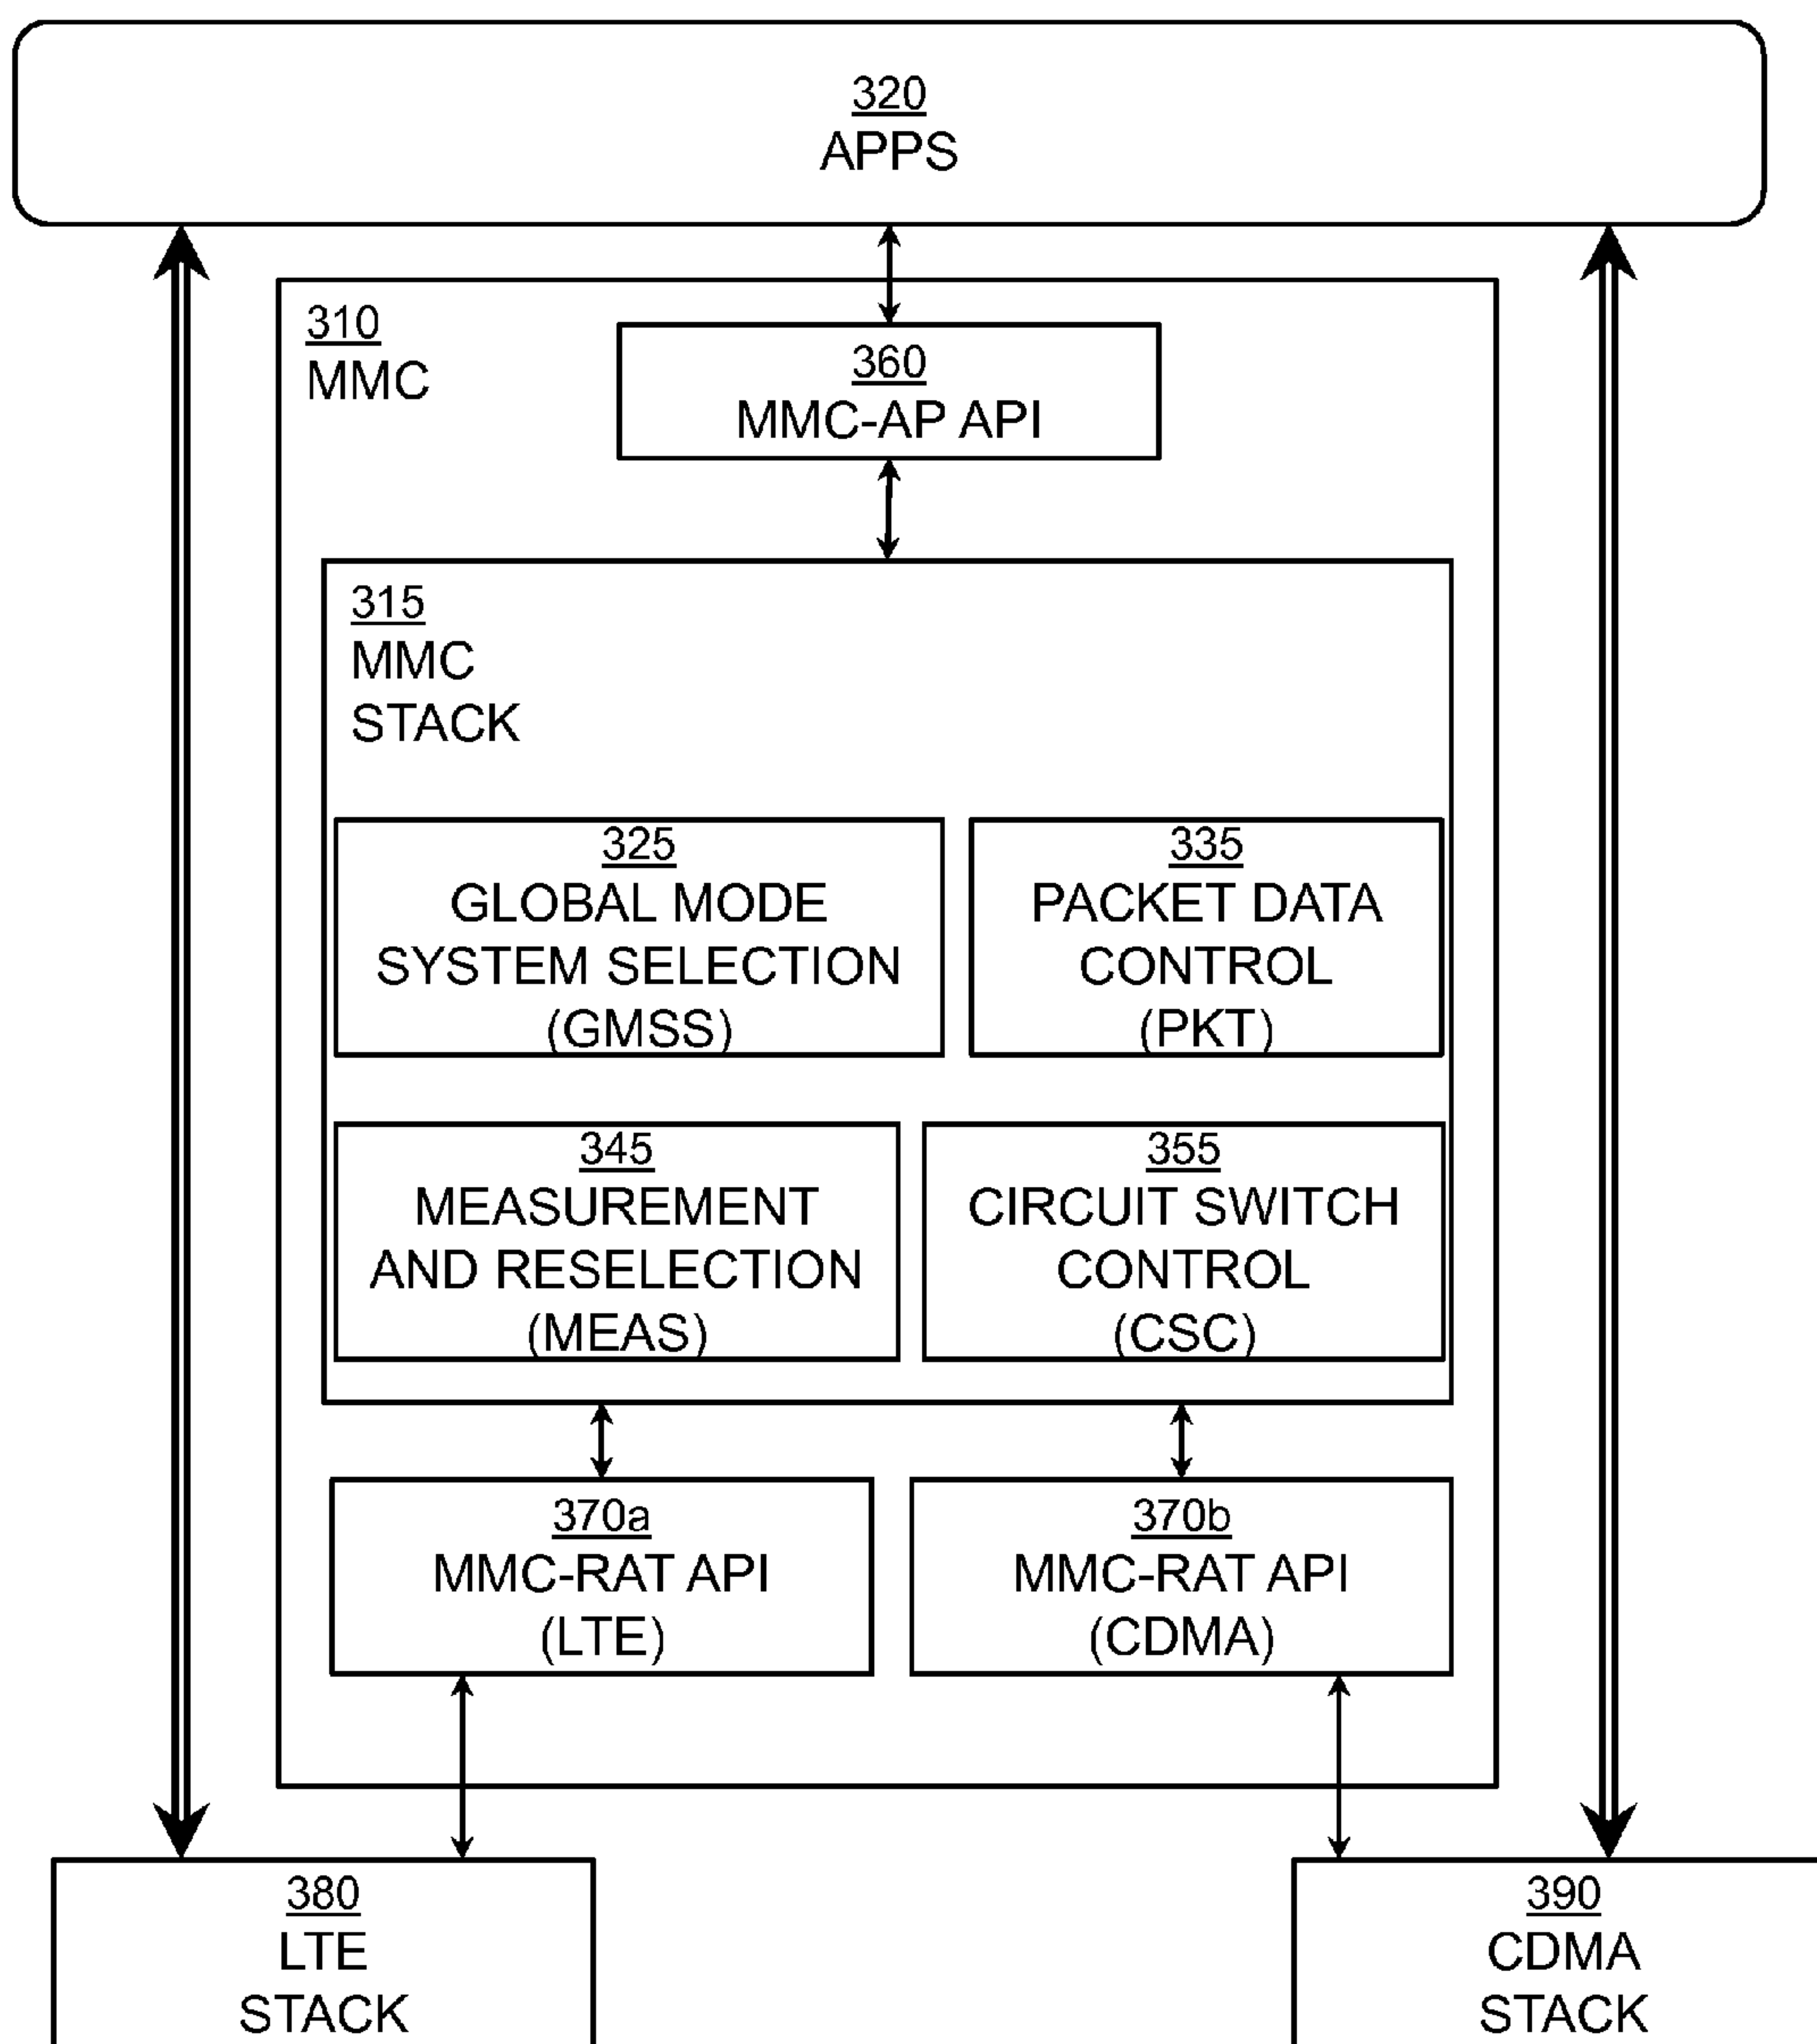 320
APPS
310
MMC
360
MMC-AP API
315
MMC
STACK
325
GLOBAL MODE
SYSTEM SELECTION
(GMSS)
335
PACKET DATA
CONTROL
(PKT)
345
MEASUREMENT
AND RESELECTION
(MEAS)
355
CIRCUIT SWITCH
CONTROL
(CSC)
370a
MMC-RAT API
(LTE)
370b
MMC-RAT API
(CDMA)
380
LTE
STACK
390
CDMA
STACK